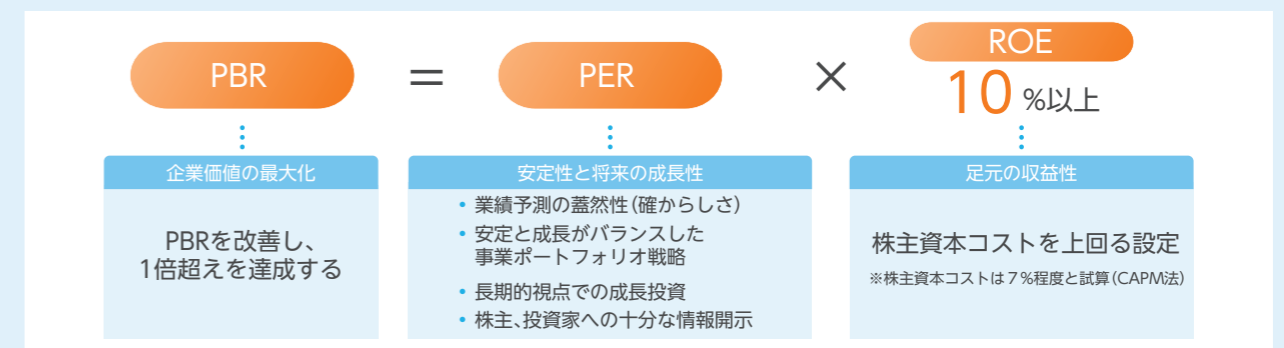 PBR
=
PER
×
ROE
10%以上
企業価値の最大化
PBRを改善し、
1倍超えを達成する
安定性と将来の成長性
・業績予測の蓋然性(確からしさ)
・安定と成長がバランスした
事業ポートフォリオ戦略
・長期的視点での成長投資
・株主、投資家への十分な情報開示
足元の収益性
株主資本コストを上回る設定
※株主資本コストは7%程度と試算(CAPM法)